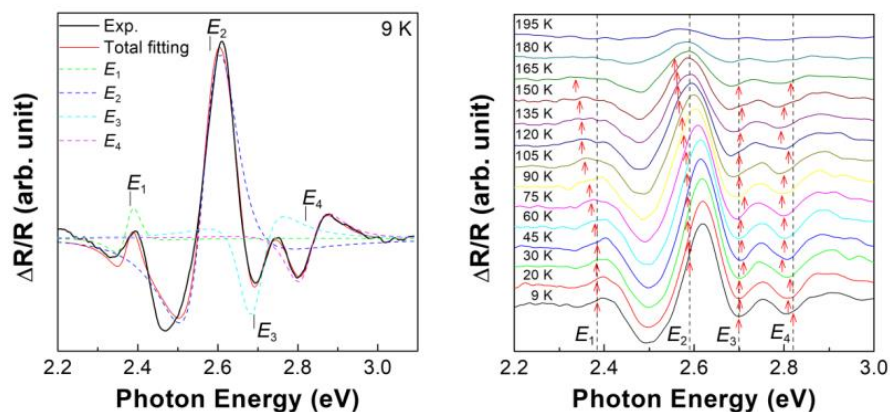 Exp.
Total fitting
E₁
E₂
E₃
E₄
9 K
E₂
E₁
E₄
E₃
ΔR/R (arb. unit)
2.2 2.4 2.6 2.8 3.0
Photon Energy (eV)
195 K
180 K
165 K
150 K
135 K
120 K
105 K
90 K
75 K
60 K
45 K
30 K
20 K
9 K
E₁ E₂ E₃ E₄
ΔR/R (arb. unit)
2.2 2.4 2.6 2.8 3.0
Photon Energy (eV)